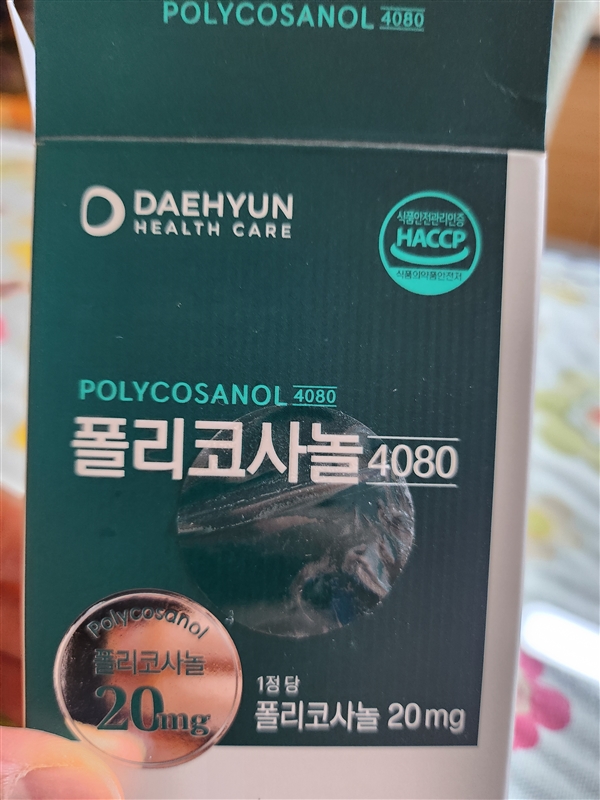 POLYCOSANOL 4080
DAEHYUN
HEALTH CARE
식품안전관리인증
HACCP
식품의약품안전처
POLYCOSANOL 4080
폴리코사놀 4080
Polycosanol
폴리코사놀
20mg
1정 당
폴리코사놀 20mg